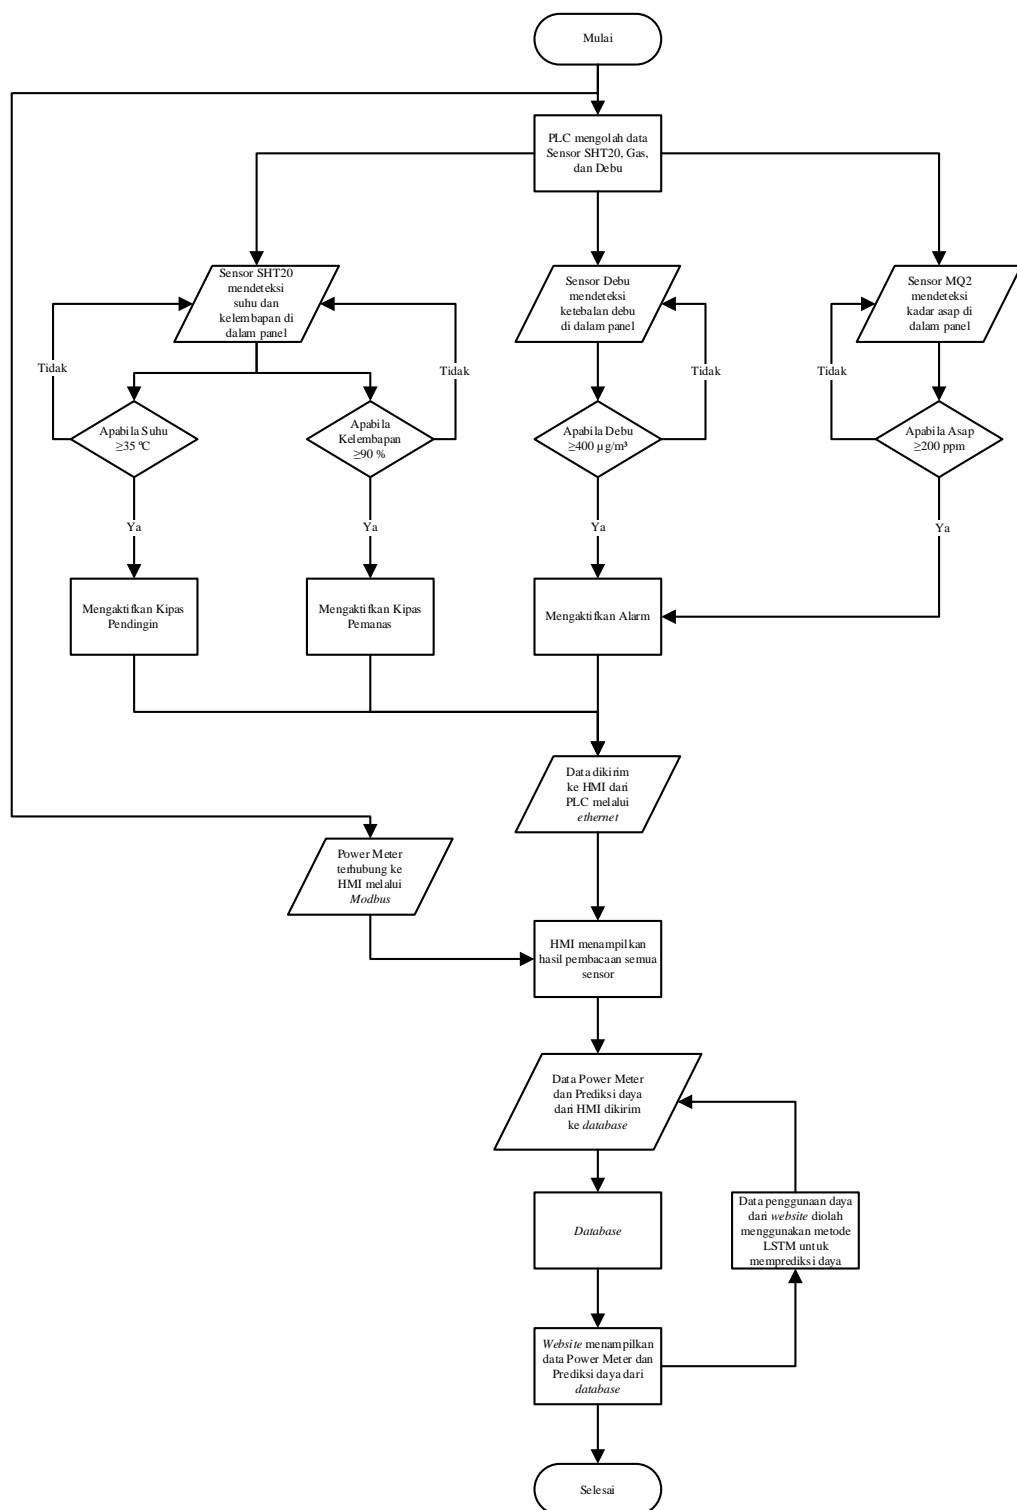 Mulai
PLC mengolah data
Sensor SHT20, Gas,
dan Debu
Sensor SHT20
mendeteksi
suhu dan
kelembapan di
dalam panel
Sensor Debu
mendeteksi
ketebalan debu
di dalam panel
Sensor MQ2
mendeteksi
kadar asap di
dalam panel
Tidak
Tidak
Tidak
Tidak
Apabila Suhu
≥35 °C
Apabila
Kelembapan
≥90 %
Apabila Debu
≥400 µg/m³
Apabila Asap
≥200 ppm
Ya
Ya
Ya
Ya
Mengaktifkan Kipas
Pendingin
Mengaktifkan Kipas
Pemanas
Mengaktifkan Alarm
Data dikirim
ke HMI dari
PLC melalui
ethernet
Power Meter
terhubung ke
HMI melalui
Modbus
HMI menampilkan
hasil pembacaan semua
sensor
Data Power Meter
dan Prediksi daya
dari HMI dikirim
ke database
Database
Data penggunaan daya
dari website diolah
menggunakan metode
LSTM untuk
memprediksi daya
Website menampilkan
data Power Meter dan
Prediksi daya dari
database
Selesai